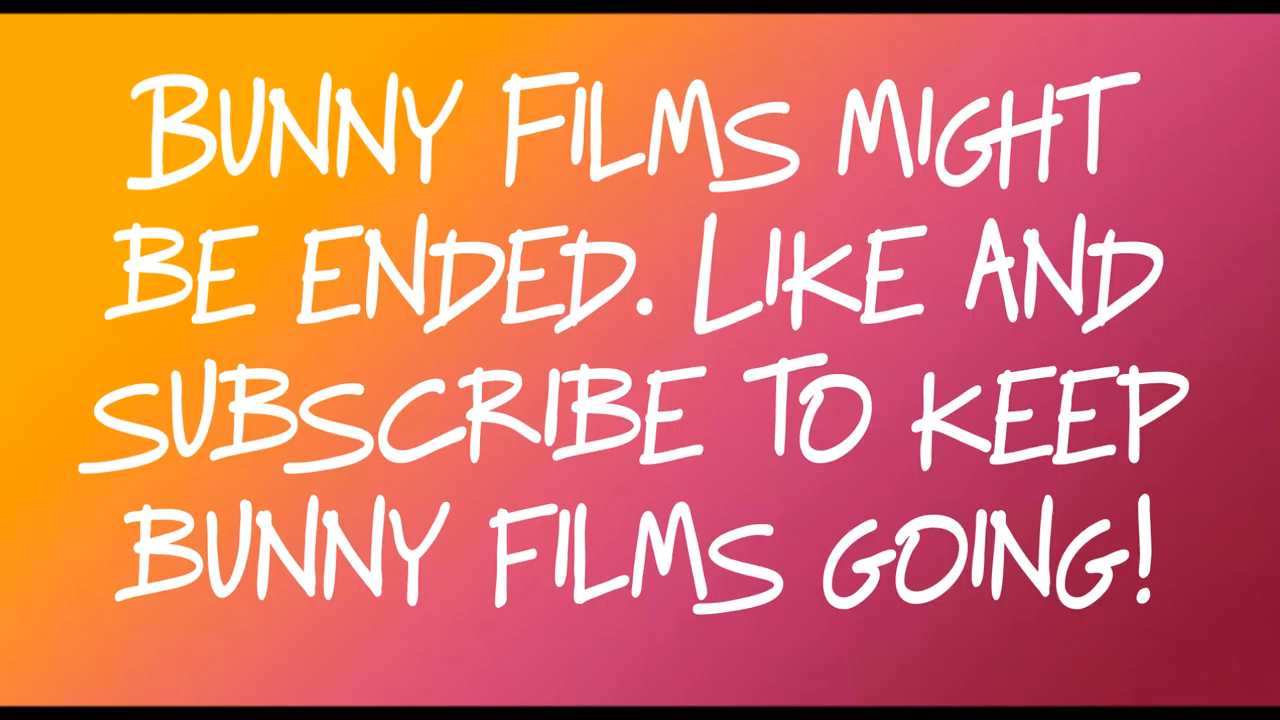 BUNNY FILMS MIGHT
BE ENDED. LIKE AND
SUBSCRIBE TO KEEP
BUNNY FILMS GOING!